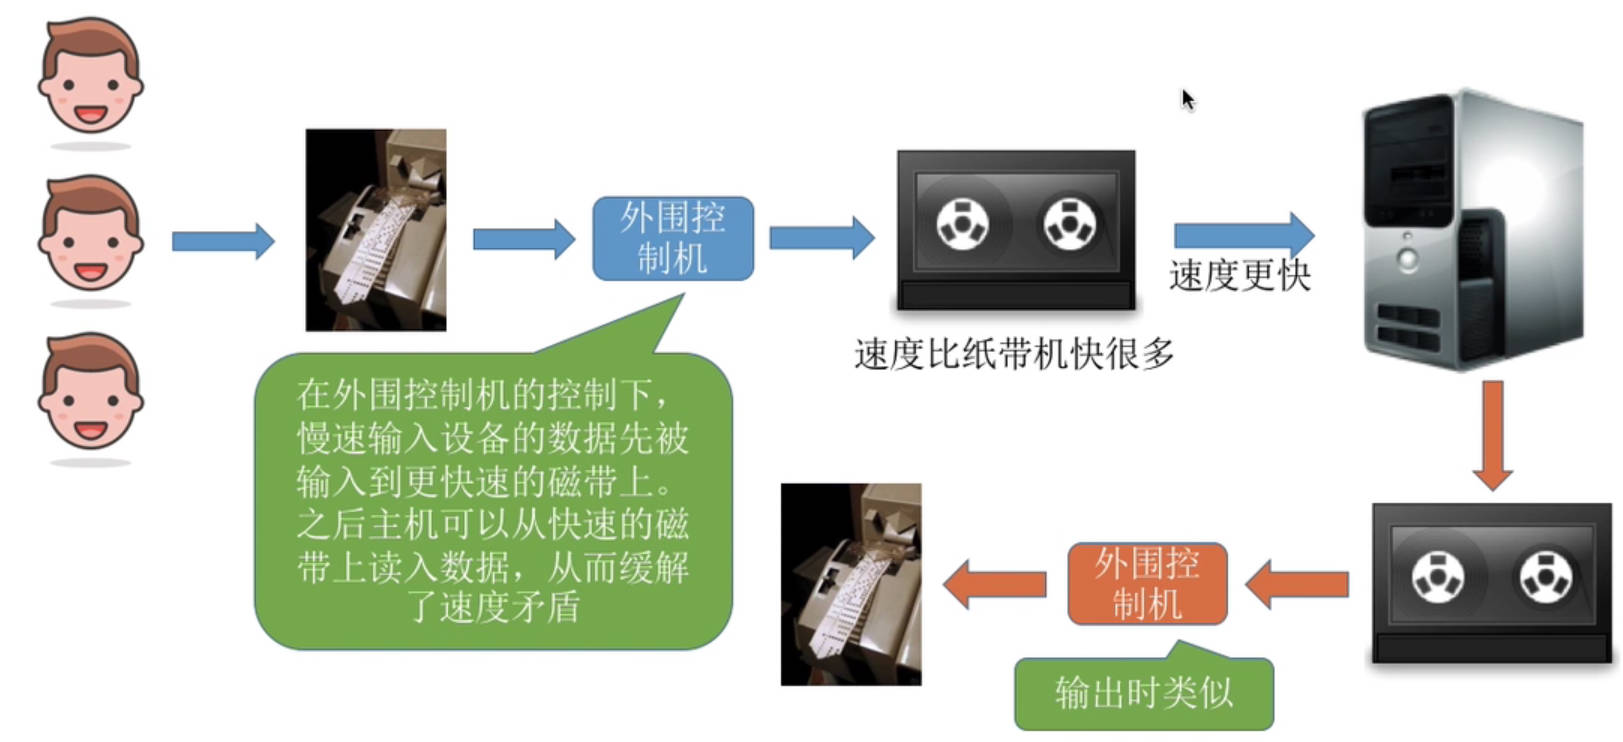 外围控
制机
速度更快
速度比纸带机快很多
在外围控制机的控制下，
慢速输入设备的数据先被
输入到更快速的磁带上。
之后主机可以从快速的磁
带上读入数据，从而缓解
了速度矛盾
外围控
制机
输出时类似